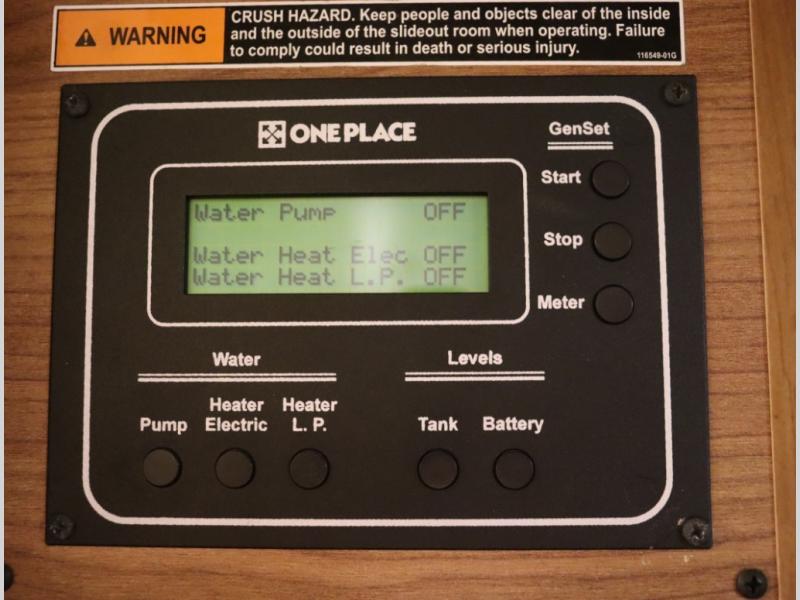 WARNING
CRUSH HAZARD. Keep people and objects clear of the inside
and the outside of the slideout room when operating. Failure
to comply could result in death or serious injury.
116549-01G
ONE PLACE
GenSet
Start
Stop
Meter
Water Pump OFF
Water Heat Elec OFF
Water Heat L.P. OFF
Water
Pump
Heater
Electric
Heater
L. P.
Levels
Tank
Battery